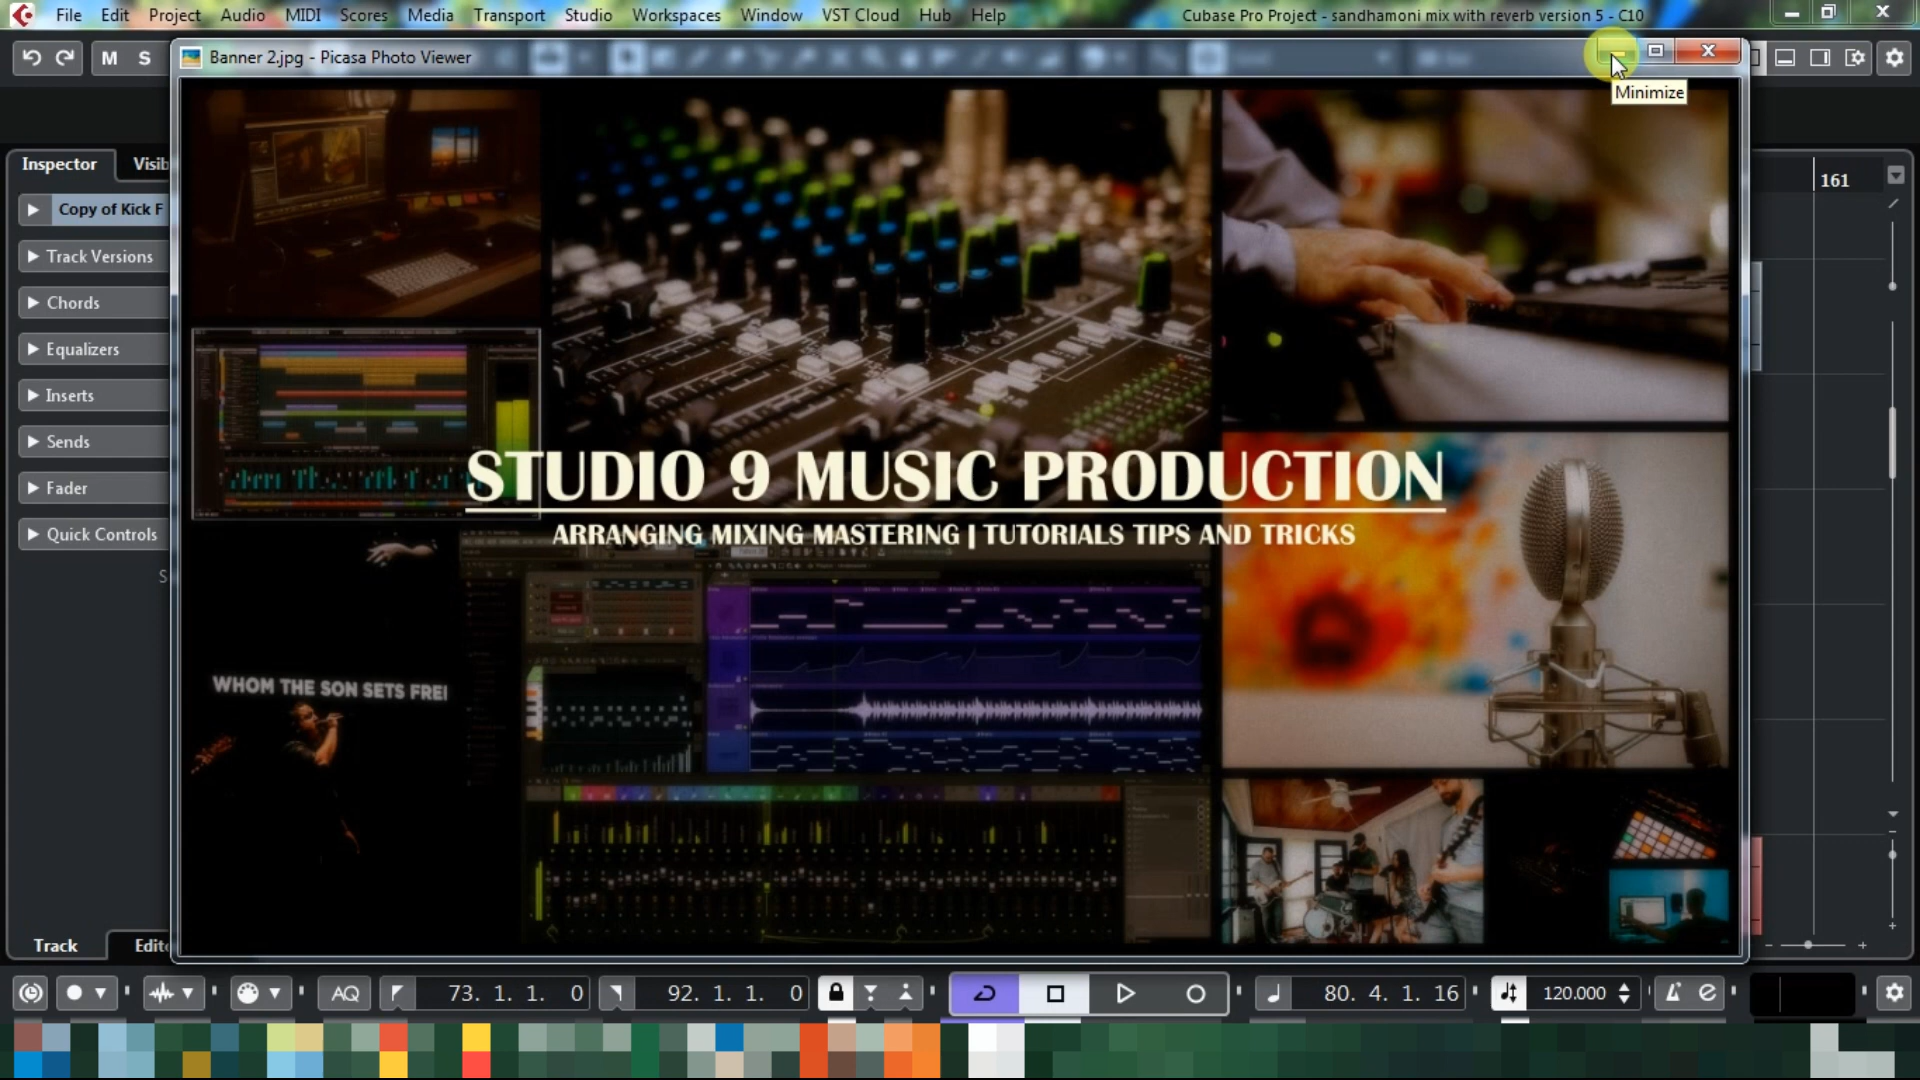 File Edit Project Audio MIDI Scores Media Transport Studio Workspaces Window VST Cloud Hub Help Cubase Pro Project - sandhamoni mix with reverb version 5 - C10
M S
Banner 2.jpg - Picasa Photo Viewer
Minimize
Inspector Visib
161
Copy of Kick F
Track Versions
Chords
Equalizers
Inserts
Sends
Fader
Quick Controls
S
STUDIO 9 MUSIC PRODUCTION
ARRANGING MIXING MASTERING | TUTORIALS TIPS AND TRICKS
WHOM THE SON SETS FREI
Track Edito
AQ 73. 1. 1. 0 92. 1. 1. 0 80. 4. 1. 16 120.000